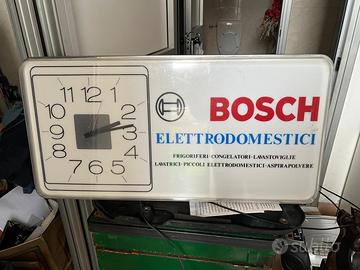 11 12 1
10 2
9 3
8 4
7 6 5
BOSCH
ELETTRODOMESTICI
FRIGORIFERI-CONGELATORI-LAVASTOVIGLIE
LAVATRICI-PICCOLI ELETTRODOMESTICI-ASPIRAPOLVERE
subito